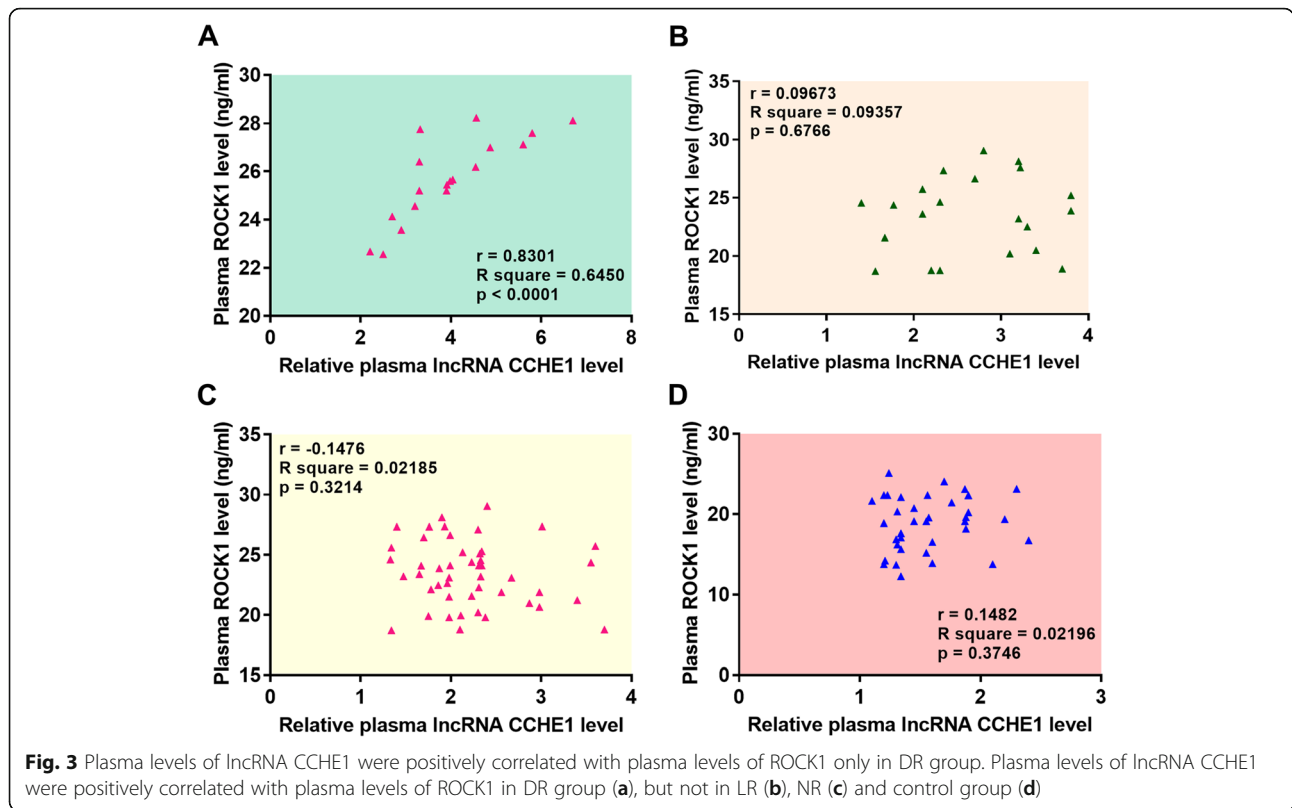 A
Plasma ROCK1 level (ng/ml)
30
28
26
24
22
20
r = 0.8301
R square = 0.6450
p < 0.0001
0 2 4 6 8
Relative plasma lncRNA CCHE1 level
B
Plasma ROCK1 level (ng/ml)
35
30
25
20
15
r = 0.09673
R square = 0.09357
p = 0.6766
0 1 2 3 4
Relative plasma lncRNA CCHE1 level
C
Plasma ROCK1 level (ng/ml)
35
30
25
20
15
r = -0.1476
R square = 0.02185
p = 0.3214
0 1 2 3 4
Relative plasma lncRNA CCHE1 level
D
Plasma ROCK1 level (ng/ml)
30
20
10
0
r = 0.1482
R square = 0.02196
p = 0.3746
0 1 2 3
Relative plasma lncRNA CCHE1 level
Fig. 3 Plasma levels of lncRNA CCHE1 were positively correlated with plasma levels of ROCK1 only in DR group. Plasma levels of lncRNA CCHE1
were positively correlated with plasma levels of ROCK1 in DR group (a), but not in LR (b), NR (c) and control group (d)